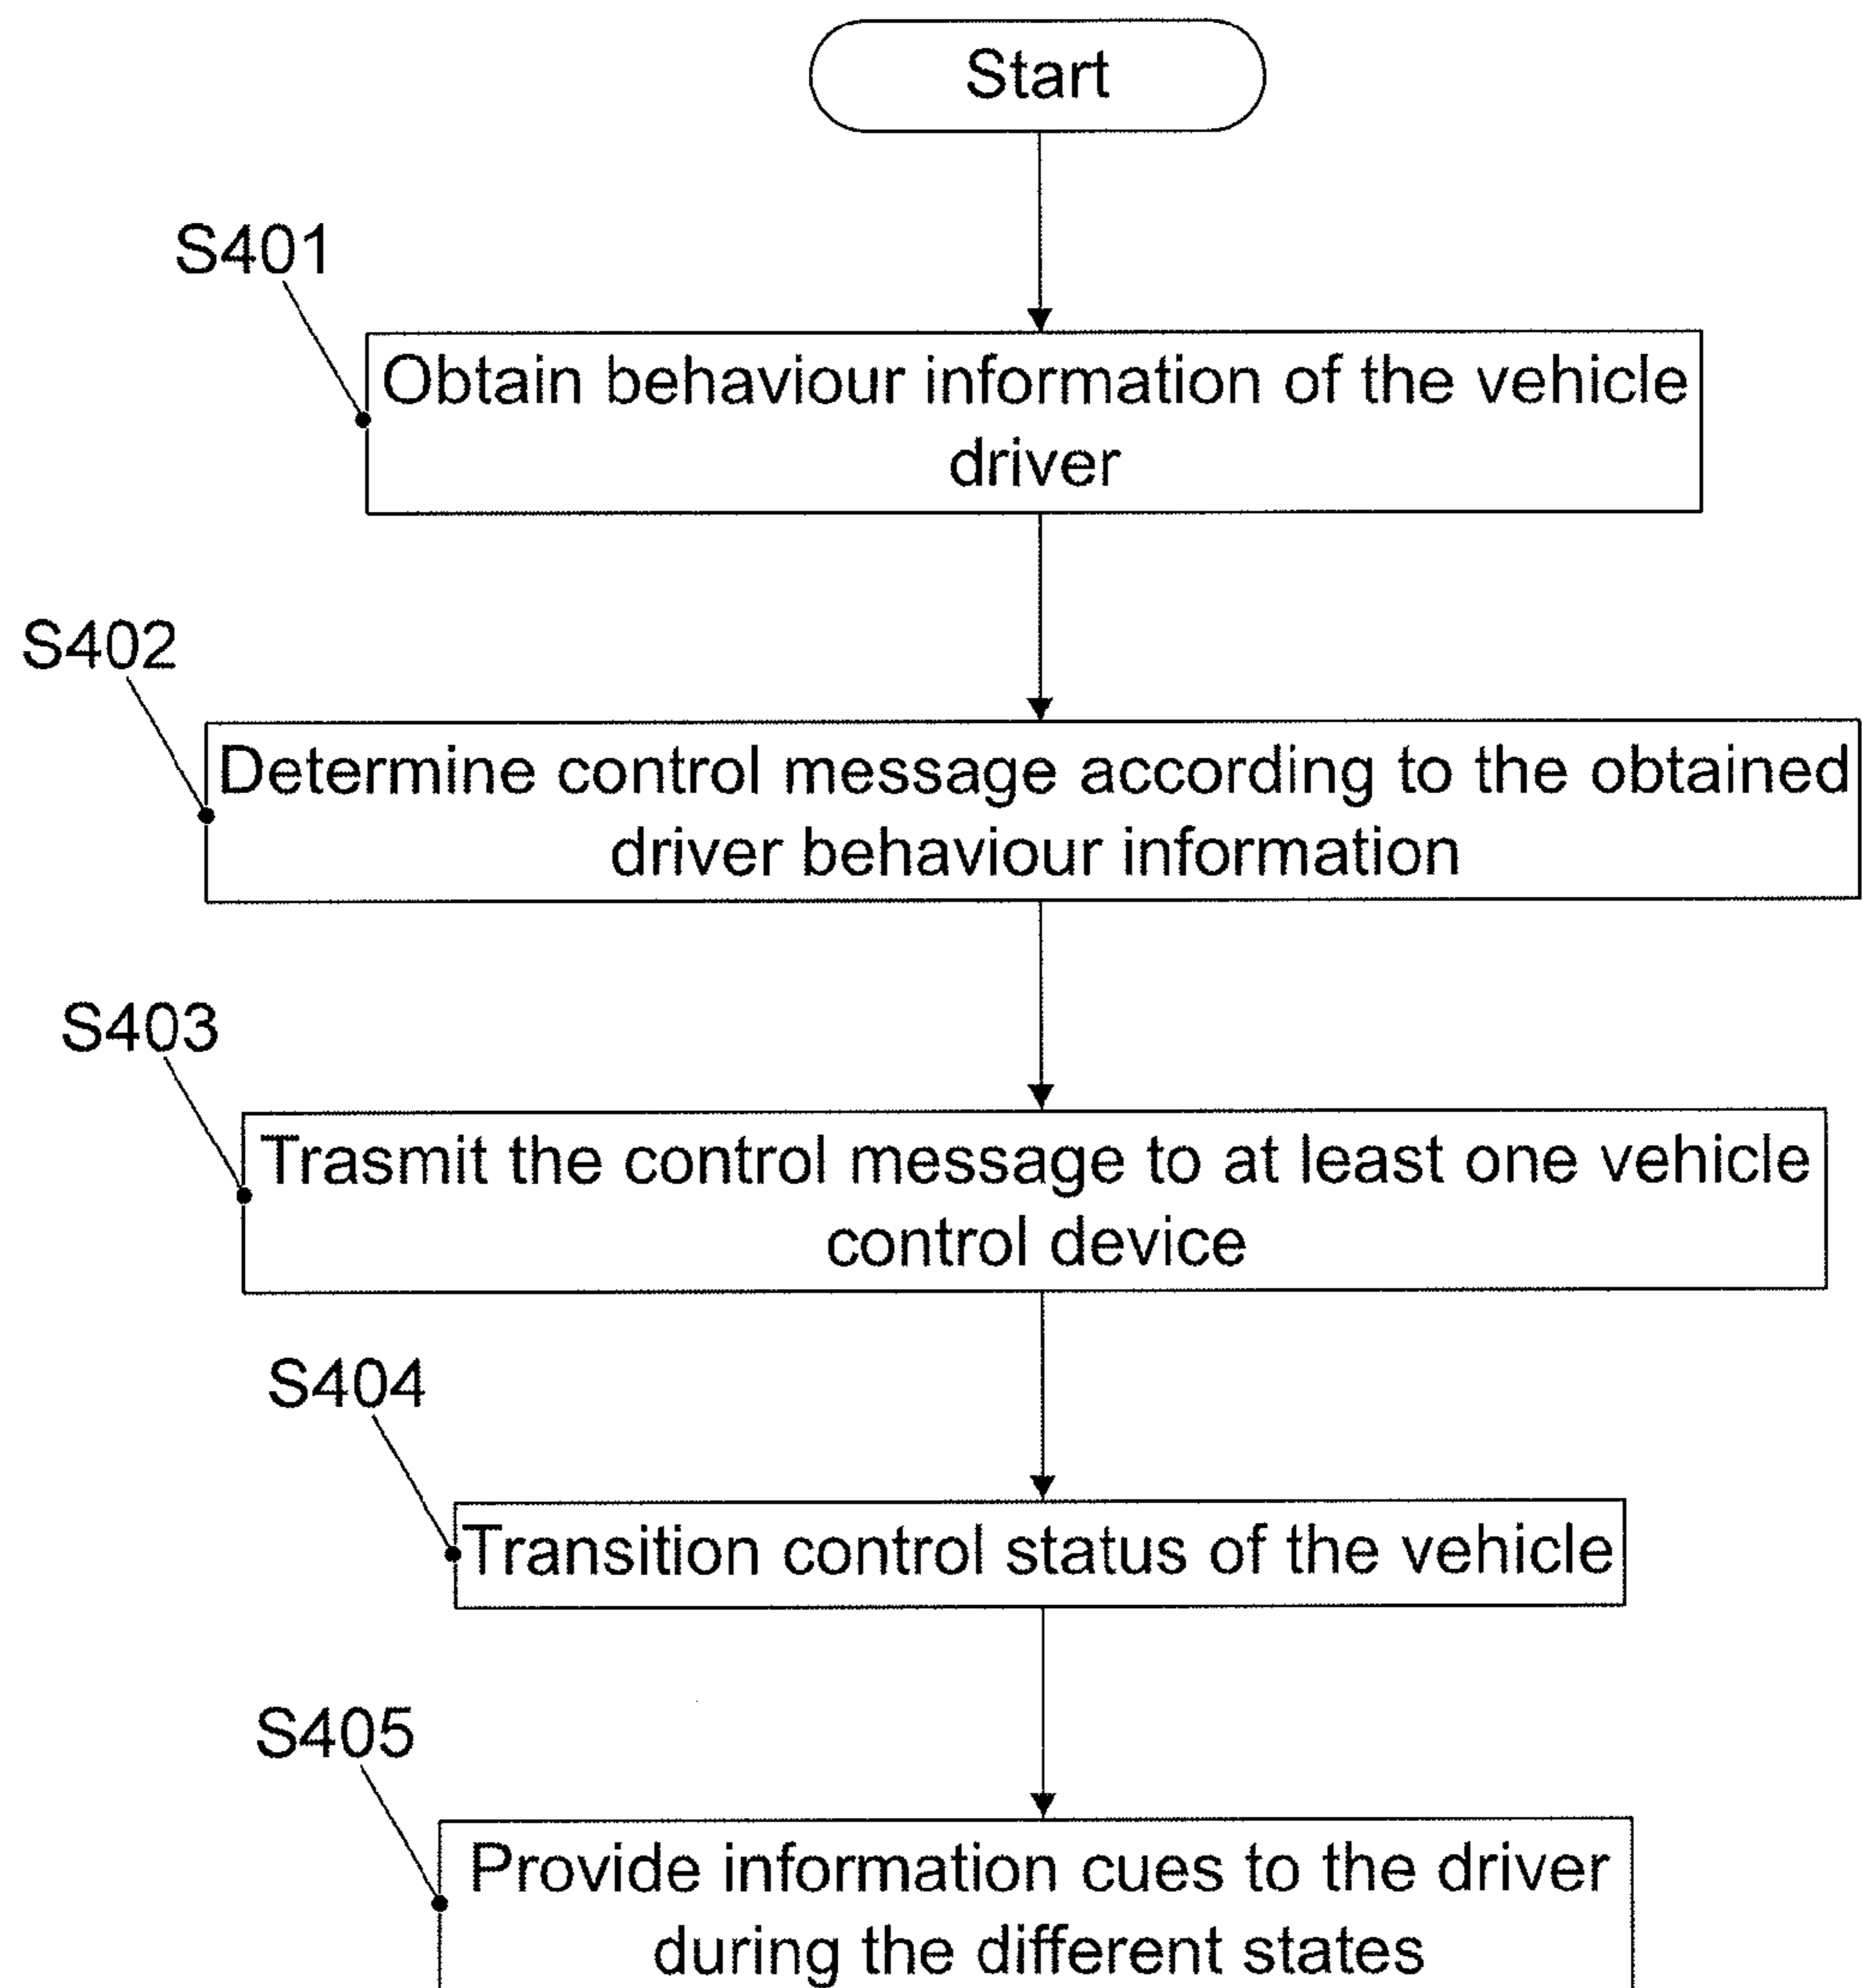 Start
S401
Obtain behaviour information of the vehicle
driver
S402
Determine control message according to the obtained
driver behaviour information
S403
Trasmit the control message to at least one vehicle
control device
S404
Transition control status of the vehicle
S405
Provide information cues to the driver
during the different states